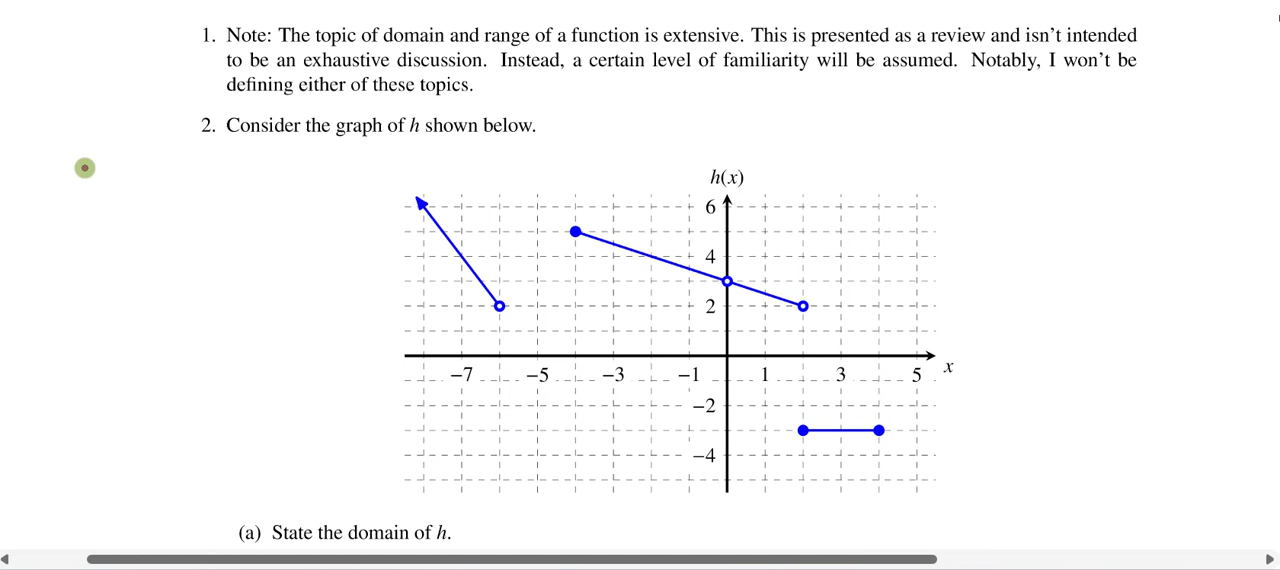 1. Note: The topic of domain and range of a function is extensive. This is presented as a review and isn't intended
to be an exhaustive discussion. Instead, a certain level of familiarity will be assumed. Notably, I won't be
defining either of these topics.
2. Consider the graph of h shown below.
h(x)
6
4
2
−7 −5 −3 −1 1 3 5 x
−2
−4
(a) State the domain of h.